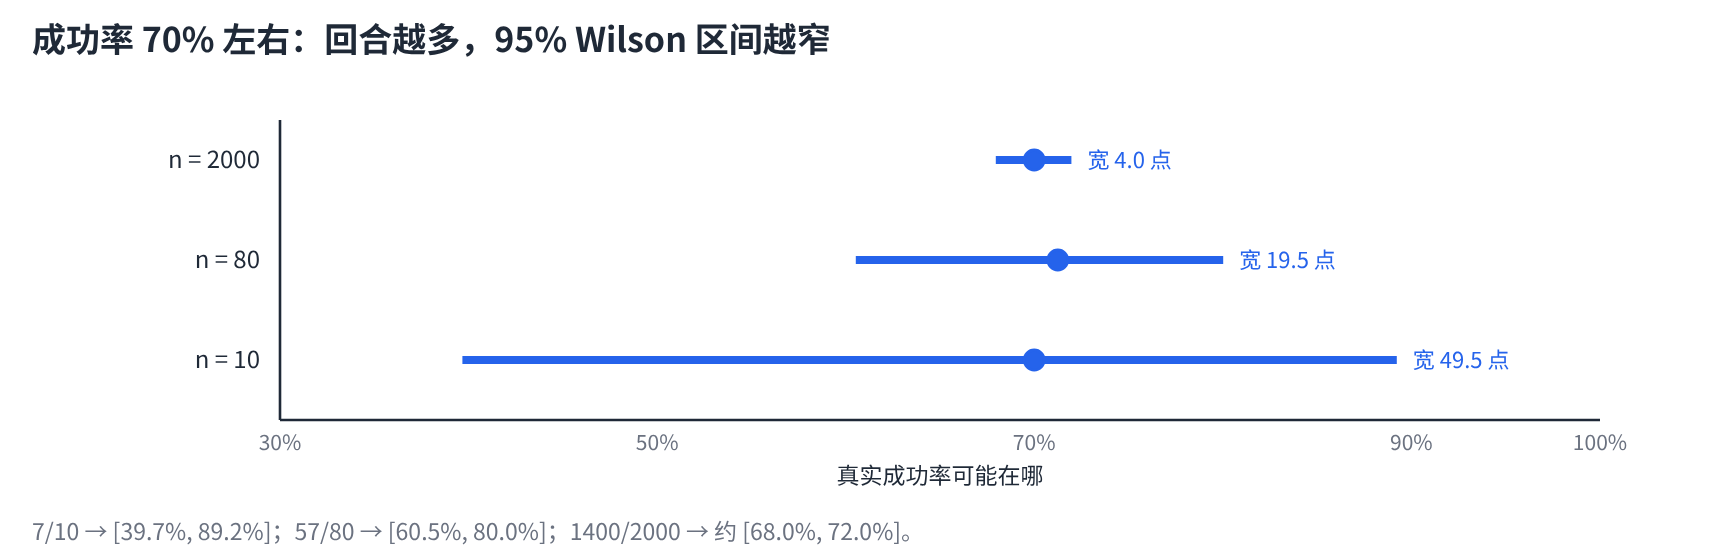 成功率 70% 左右：回合越多，95% Wilson 区间越窄
n = 2000
宽 4.0 点
n = 80
宽 19.5 点
n = 10
宽 49.5 点
30% 50% 70% 90% 100%
真实成功率可能在哪
7/10 → [39.7%, 89.2%]；57/80 → [60.5%, 80.0%]；1400/2000 → 约 [68.0%, 72.0%]。